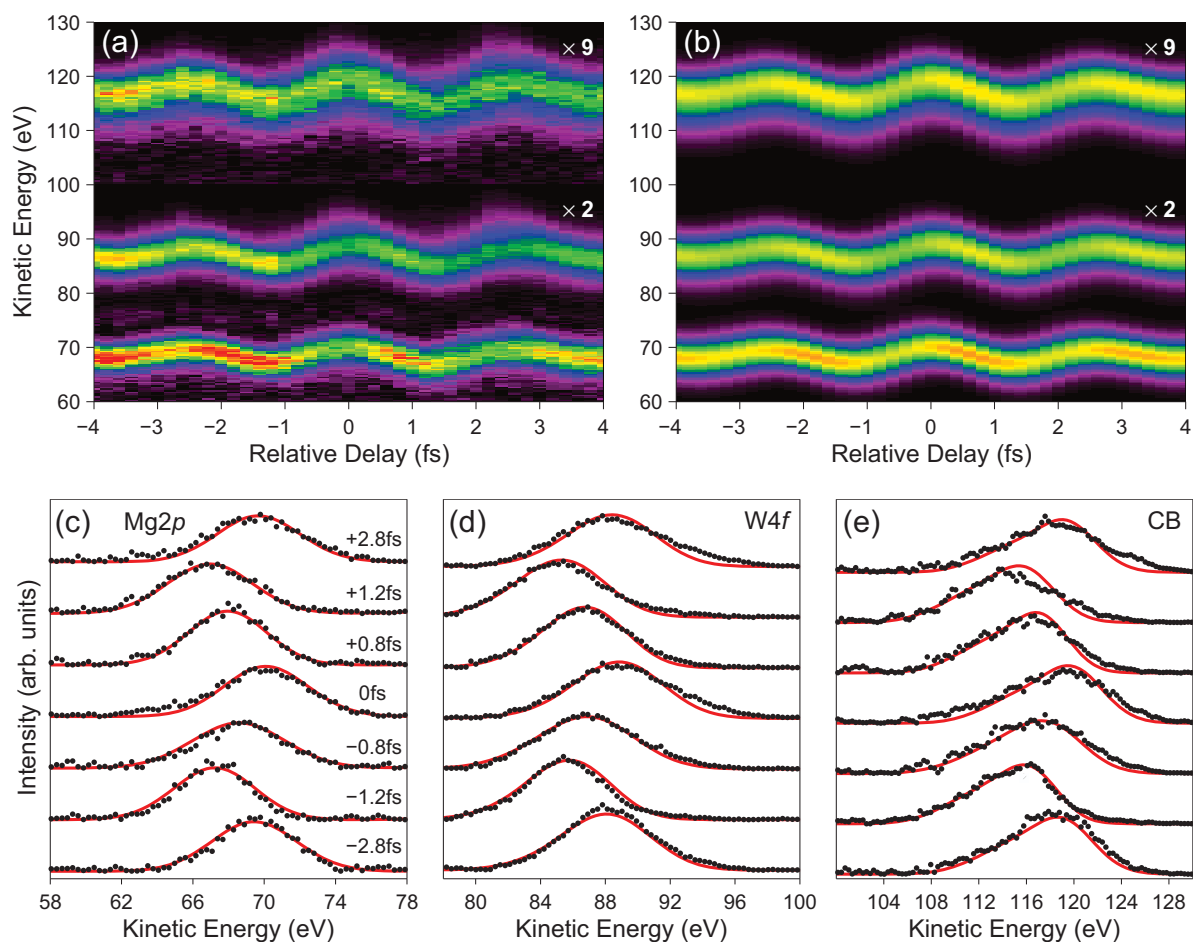 (a)
× 9
× 2
130
120
110
100
90
80
70
60
Kinetic Energy (eV)
−4 −3 −2 −1 0 1 2 3 4
Relative Delay (fs)
(b)
× 9
× 2
130
120
110
100
90
80
70
60
−4 −3 −2 −1 0 1 2 3 4
Relative Delay (fs)
(c) Mg2p
+2.8fs
+1.2fs
+0.8fs
0fs
−0.8fs
−1.2fs
−2.8fs
Intensity (arb. units)
58 62 66 70 74 78
Kinetic Energy (eV)
(d) W4f
80 84 88 92 96 100
Kinetic Energy (eV)
(e) CB
104 108 112 116 120 124 128
Kinetic Energy (eV)